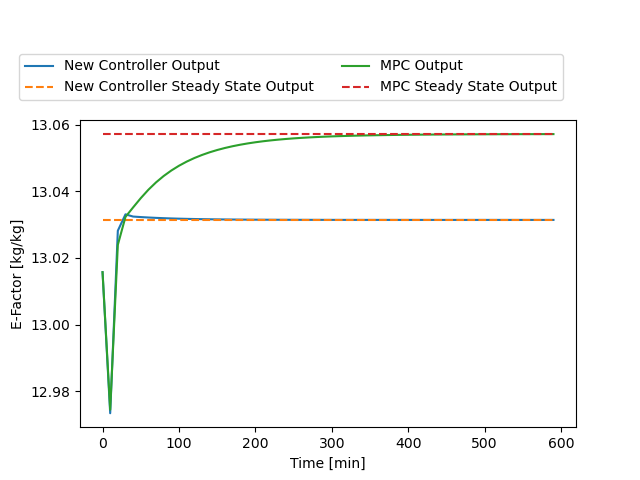 New Controller Output
New Controller Steady State Output
MPC Output
MPC Steady State Output
13.06
13.04
13.02
13.00
12.98
E-Factor [kg/kg]
0 100 200 300 400 500 600
Time [min]